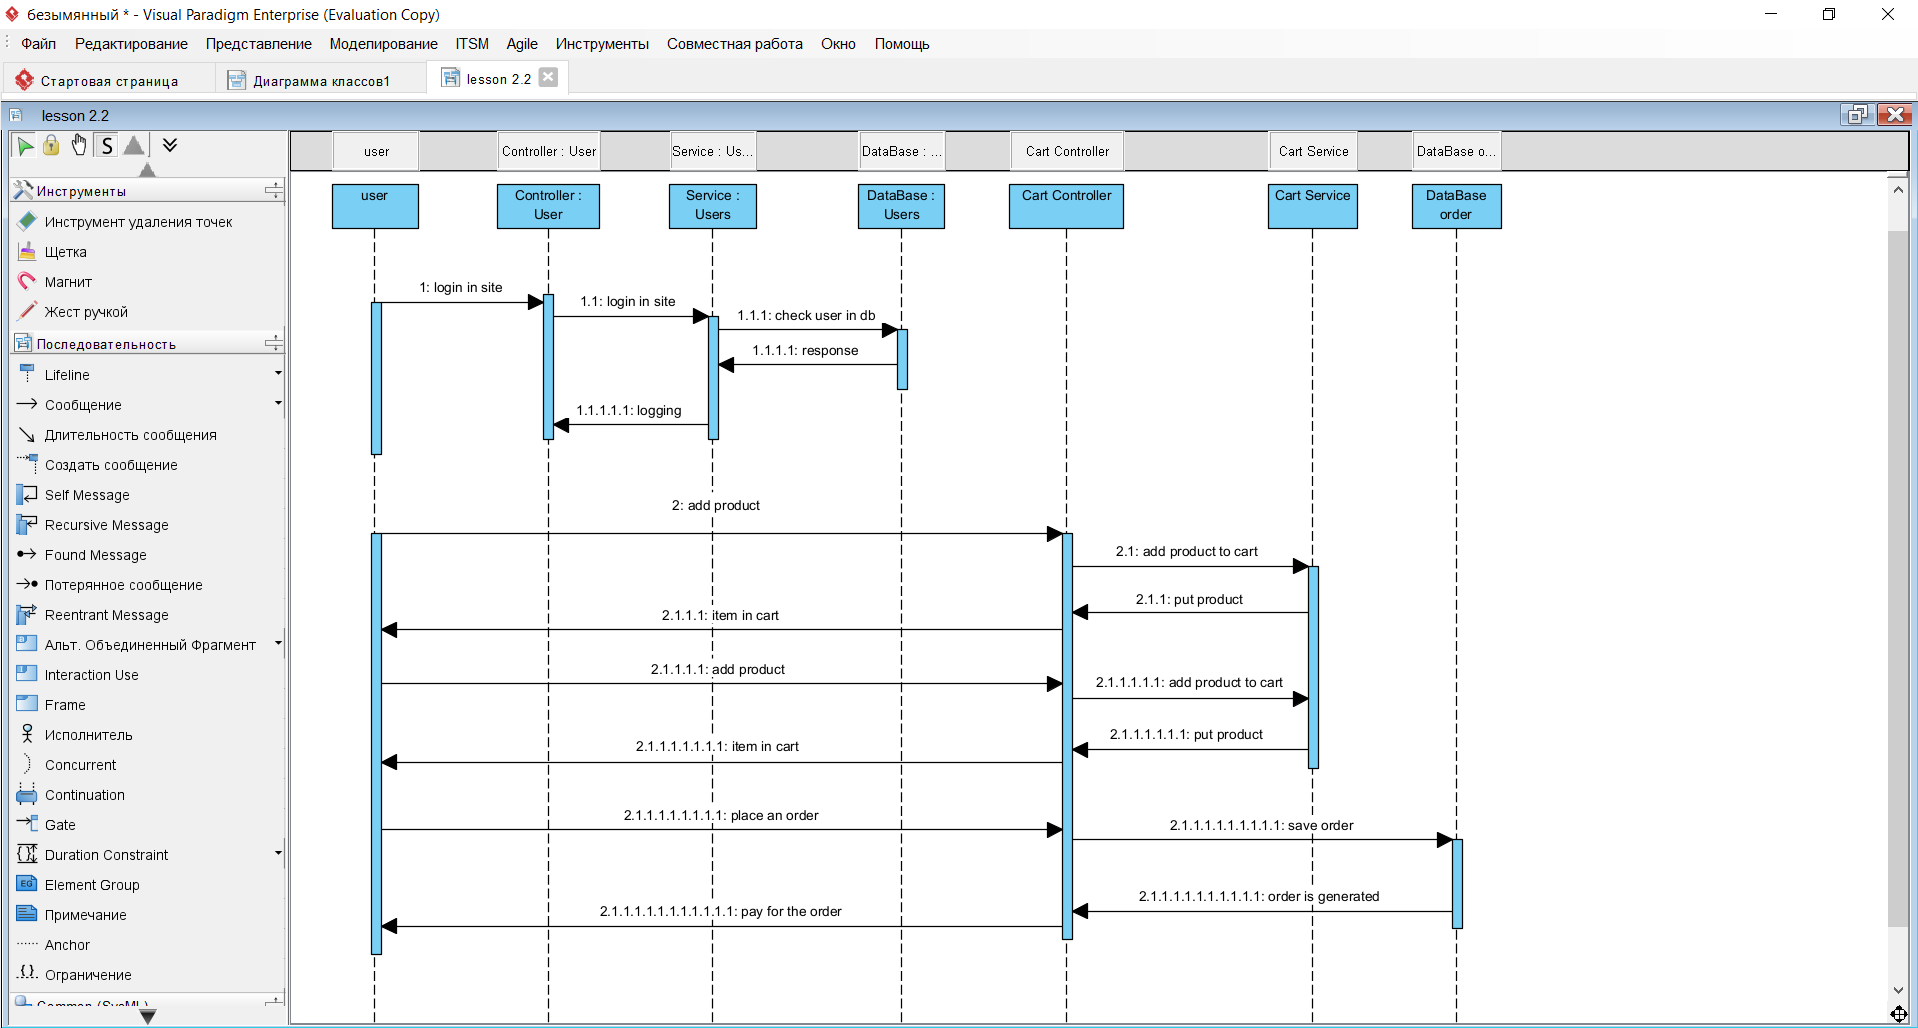 безымянный * - Visual Paradigm Enterprise (Evaluation Copy)
Файл Редактирование Представление Моделирование ITSM Agile Инструменты Совместная работа Окно Помощь
Стартовая страница Диаграмма классов1 lesson 2.2
lesson 2.2
S
user Controller : User Service : Us... DataBase : ... Cart Controller Cart Service DataBase o...
Инструменты
Инструмент удаления точек
Щетка
Магнит
Жест ручкой
Последовательность
Lifeline
Сообщение
Длительность сообщения
Создать сообщение
Self Message
Recursive Message
Found Message
Потерянное сообщение
Reentrant Message
Альт. Объединенный Фрагмент
Interaction Use
Frame
Исполнитель
Concurrent
Continuation
Gate
Duration Constraint
EG Element Group
Примечание
Anchor
{} Ограничение
Common (SysML)
user
Controller :
User
Service :
Users
DataBase :
Users
Cart Controller
Cart Service
DataBase
order
1: login in site
1.1: login in site
1.1.1: check user in db
1.1.1.1: response
1.1.1.1.1: logging
2: add product
2.1: add product to cart
2.1.1: put product
2.1.1.1: item in cart
2.1.1.1.1: add product
2.1.1.1.1.1: add product to cart
2.1.1.1.1.1.1: put product
2.1.1.1.1.1.1.1: item in cart
2.1.1.1.1.1.1.1.1: place an order
2.1.1.1.1.1.1.1.1.1: save order
2.1.1.1.1.1.1.1.1.1.1: order is generated
2.1.1.1.1.1.1.1.1.1.1.1: pay for the order